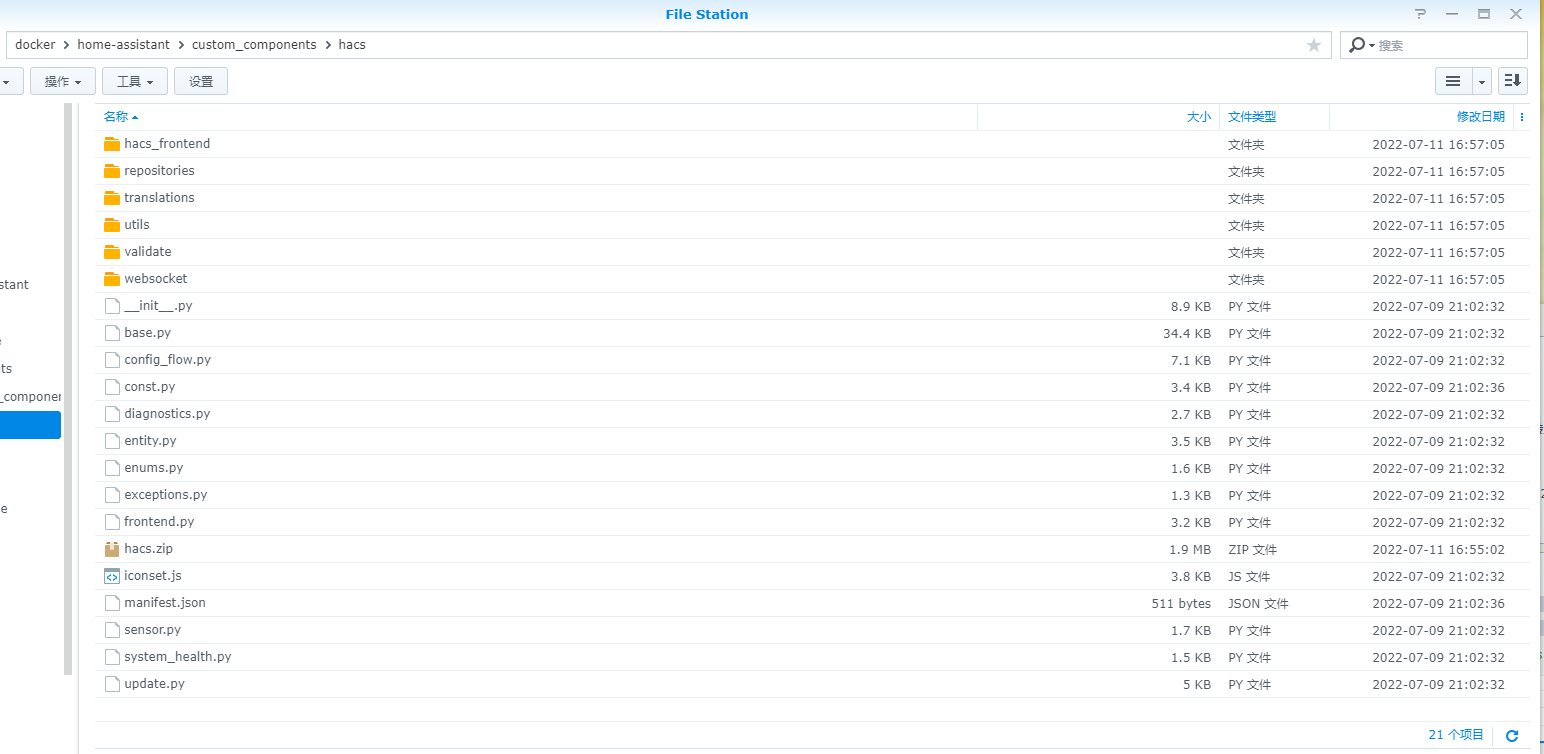 File Station
docker home-assistant custom_components hacs
搜索
操作 工具 设置
名称 大小 文件类型 修改日期
hacs_frontend 文件夹 2022-07-11 16:57:05
repositories 文件夹 2022-07-11 16:57:05
translations 文件夹 2022-07-11 16:57:05
utils 文件夹 2022-07-11 16:57:05
validate 文件夹 2022-07-11 16:57:05
websocket 文件夹 2022-07-11 16:57:05
__init__.py 8.9 KB PY 文件 2022-07-09 21:02:32
base.py 34.4 KB PY 文件 2022-07-09 21:02:32
config_flow.py 7.1 KB PY 文件 2022-07-09 21:02:32
const.py 3.4 KB PY 文件 2022-07-09 21:02:36
diagnostics.py 2.7 KB PY 文件 2022-07-09 21:02:32
entity.py 3.5 KB PY 文件 2022-07-09 21:02:32
enums.py 1.6 KB PY 文件 2022-07-09 21:02:32
exceptions.py 1.3 KB PY 文件 2022-07-09 21:02:32
frontend.py 3.2 KB PY 文件 2022-07-09 21:02:32
hacs.zip 1.9 MB ZIP 文件 2022-07-11 16:55:02
iconset.js 3.8 KB JS 文件 2022-07-09 21:02:32
manifest.json 511 bytes JSON 文件 2022-07-09 21:02:36
sensor.py 1.7 KB PY 文件 2022-07-09 21:02:32
system_health.py 1.5 KB PY 文件 2022-07-09 21:02:32
update.py 5 KB PY 文件 2022-07-09 21:02:32
21 个项目